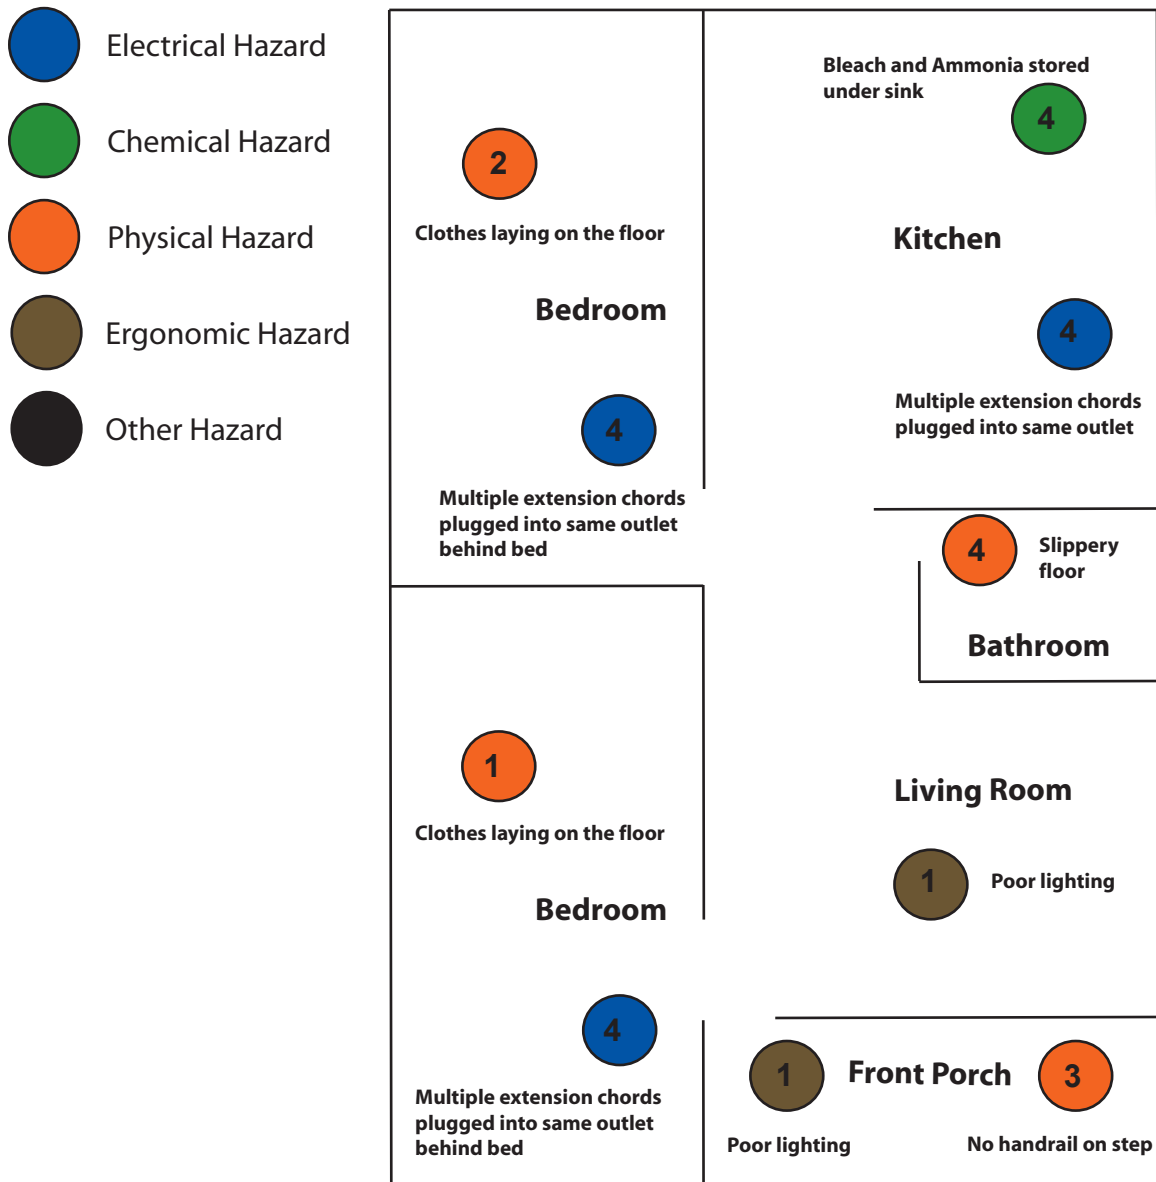 Electrical Hazard
Chemical Hazard
Physical Hazard
Ergonomic Hazard
Other Hazard
2
Clothes laying on the floor
Bedroom
4
Multiple extension chords
plugged into same outlet
behind bed
Bleach and Ammonia stored
under sink
4
Kitchen
4
Multiple extension chords
plugged into same outlet
4
Slippery
floor
Bathroom
1
Clothes laying on the floor
Bedroom
4
Multiple extension chords
plugged into same outlet
behind bed
Living Room
1
Poor lighting
1
Front Porch
3
Poor lighting
No handrail on step